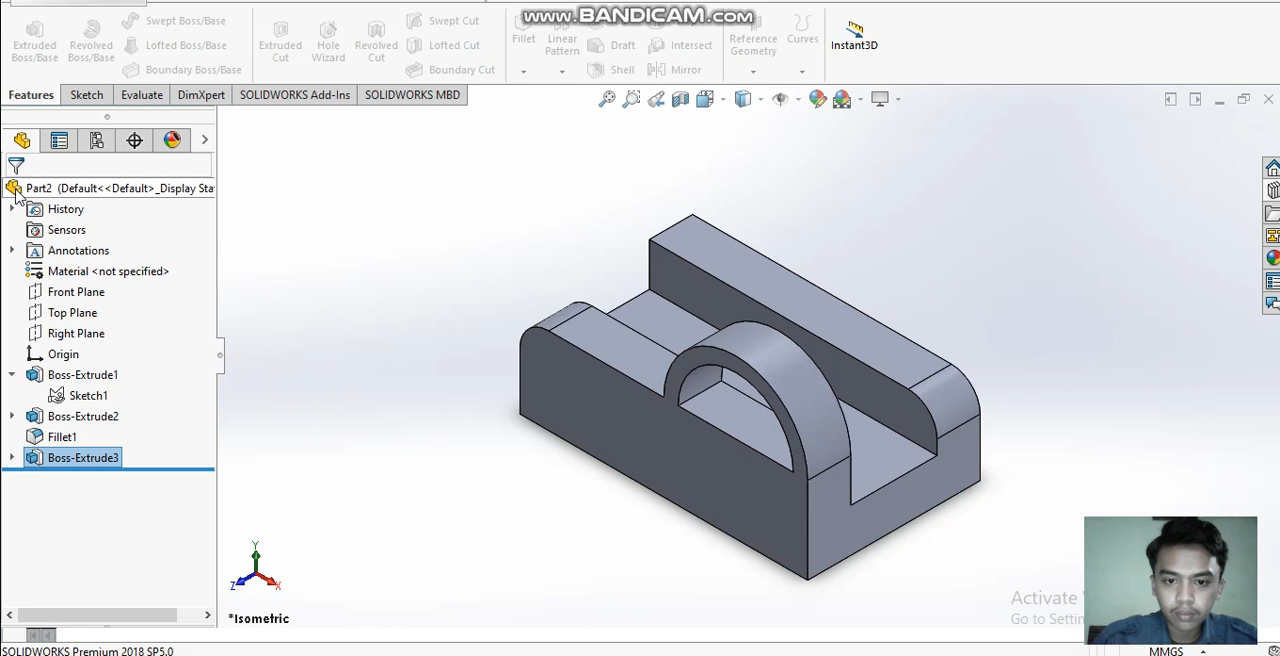 www.BANDICAM.com
Extruded Boss/Base
Revolved Boss/Base
Swept Boss/Base
Lofted Boss/Base
Boundary Boss/Base
Extruded Cut
Hole Wizard
Revolved Cut
Swept Cut
Lofted Cut
Boundary Cut
Fillet
Linear Pattern
Draft
Shell
Intersect
Mirror
Reference Geometry
Curves
Instant3D
Features
Sketch
Evaluate
DimXpert
SOLIDWORKS Add-Ins
SOLIDWORKS MBD
Part2 (Default<<Default>_Display Sta
History
Sensors
Annotations
Material <not specified>
Front Plane
Top Plane
Right Plane
Origin
Boss-Extrude1
Sketch1
Boss-Extrude2
Fillet1
Boss-Extrude3
Y
Z
X
*Isometric
Activate
Go to Settin
SOLIDWORKS Premium 2018 SP5.0
MMGS